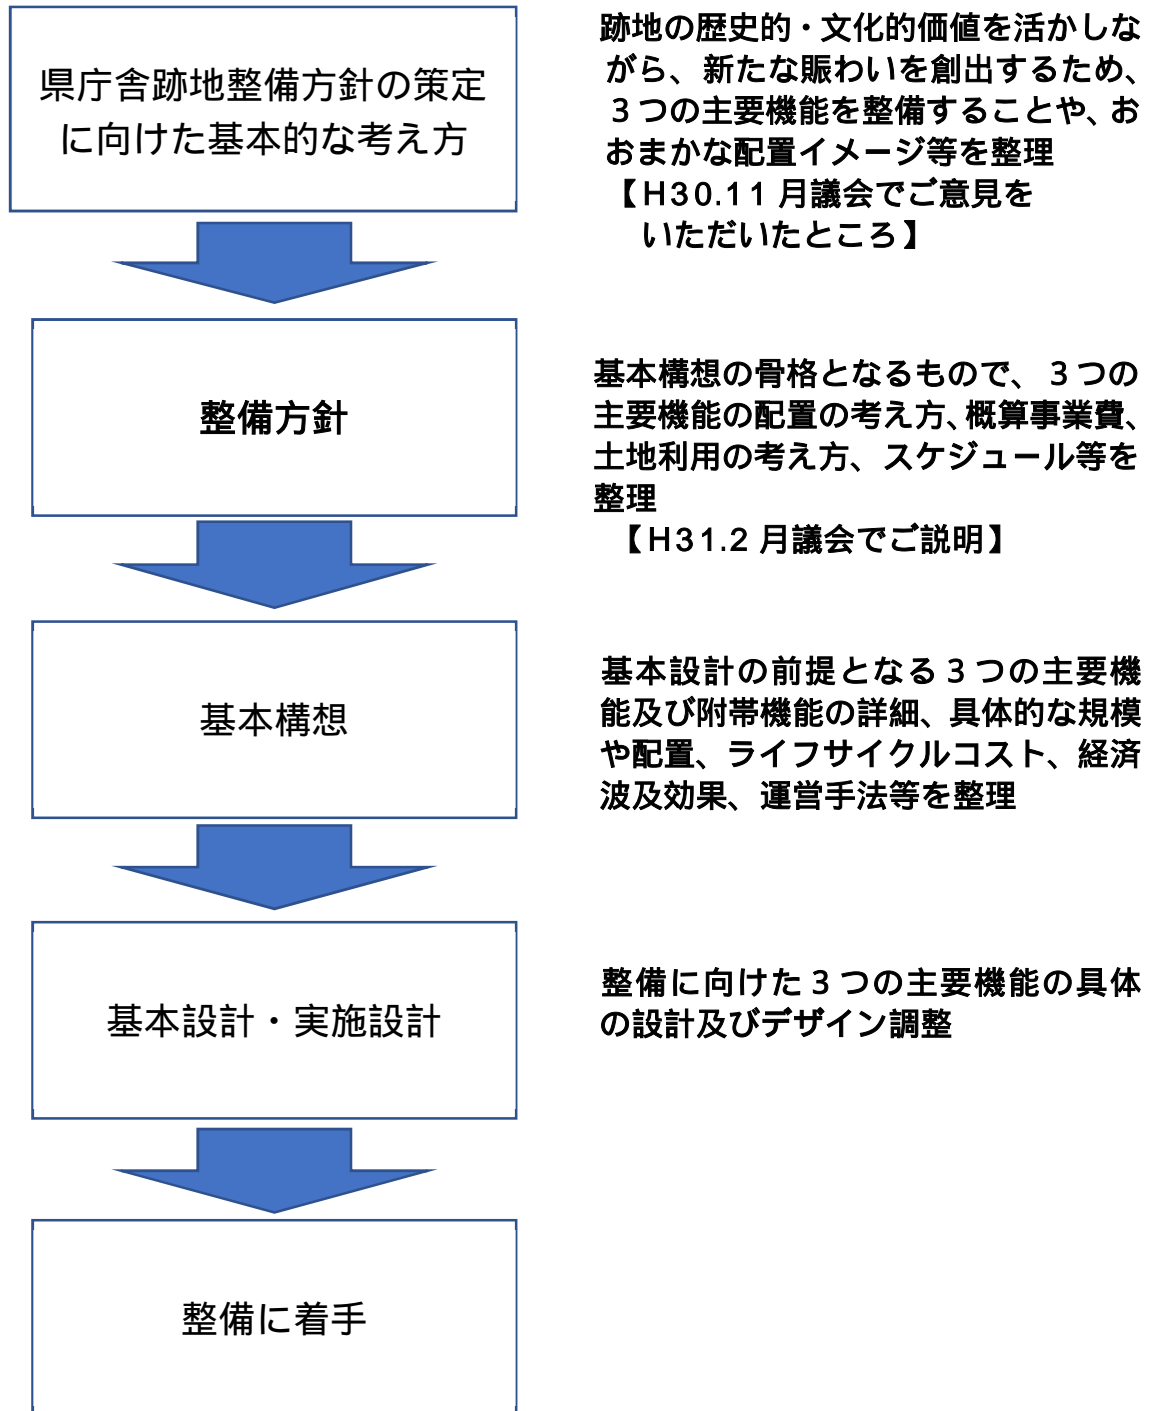 県庁舎跡地整備方針の策定
に向けた基本的な考え方
跡地の歴史的・文化的価値を活かしな
がら、新たな賑わいを創出するため、
３つの主要機能を整備することや、お
おまかな配置イメージ等を整理
【H30.11 月議会でご意見を
いただいたところ】
整備方針
基本構想の骨格となるもので、３つの
主要機能の配置の考え方、概算事業費、
土地利用の考え方、スケジュール等を
整理
【H31.2 月議会でご説明】
基本構想
基本設計の前提となる３つの主要機
能及び附帯機能の詳細、具体的な規模
や配置、ライフサイクルコスト、経済
波及効果、運営手法等を整理
基本設計・実施設計
整備に向けた３つの主要機能の具体
の設計及びデザイン調整
整備に着手